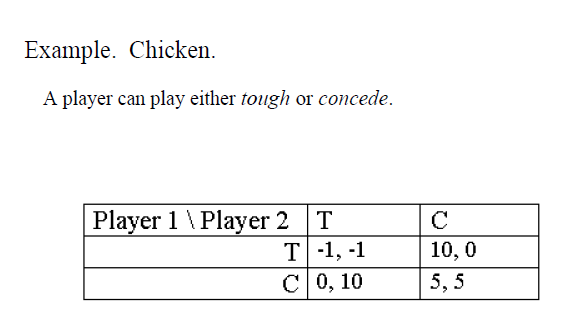 Example. Chicken.
A player can play either tough or concede.
Player 1 \ Player 2 T C
T -1, -1 10, 0
C 0, 10 5, 5